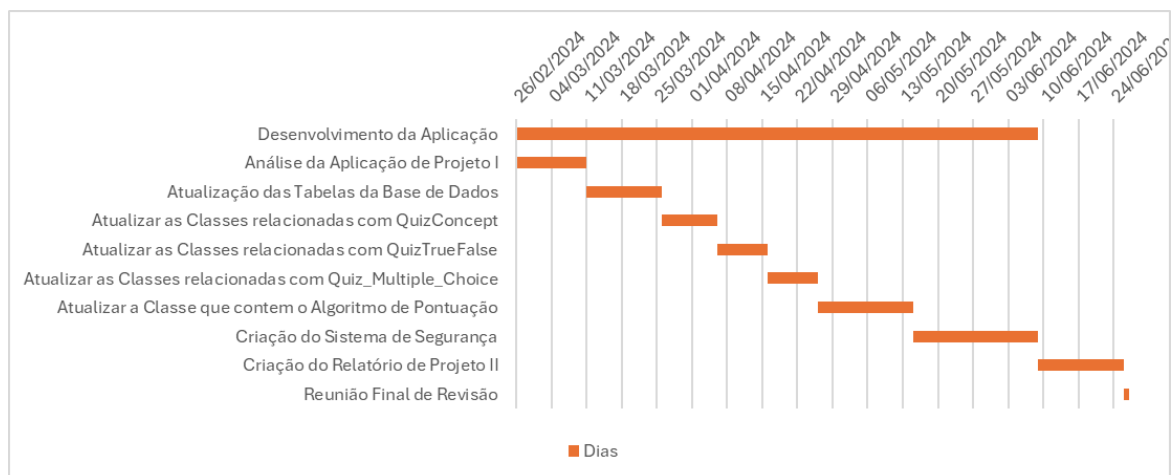 26/02/2024
04/03/2024
11/03/2024
18/03/2024
25/03/2024
01/04/2024
08/04/2024
15/04/2024
22/04/2024
29/04/2024
06/05/2024
13/05/2024
20/05/2024
27/05/2024
03/06/2024
10/06/2024
17/06/2024
24/06/20
Desenvolvimento da Aplicação
Análise da Aplicação de Projeto I
Atualização das Tabelas da Base de Dados
Atualizar as Classes relacionadas com QuizConcept
Atualizar as Classes relacionadas com QuizTrueFalse
Atualizar as Classes relacionadas com Quiz_Multiple_Choice
Atualizar a Classe que contem o Algoritmo de Pontuação
Criação do Sistema de Segurança
Criação do Relatório de Projeto II
Reunião Final de Revisão
Dias